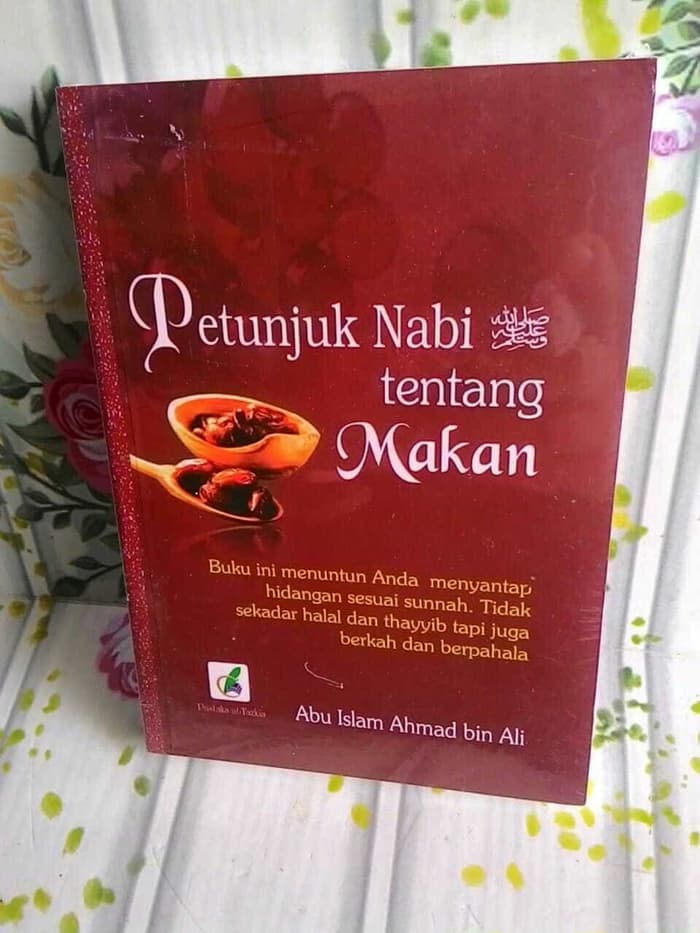 Petunjuk Nabi ﷺ
tentang
Makan
Buku ini menuntun Anda menyantap
hidangan sesuai sunnah. Tidak
sekadar halal dan thayyib tapi juga
berkah dan berpahala
Pustaka at-Tazkia
Abu Islam Ahmad bin Ali